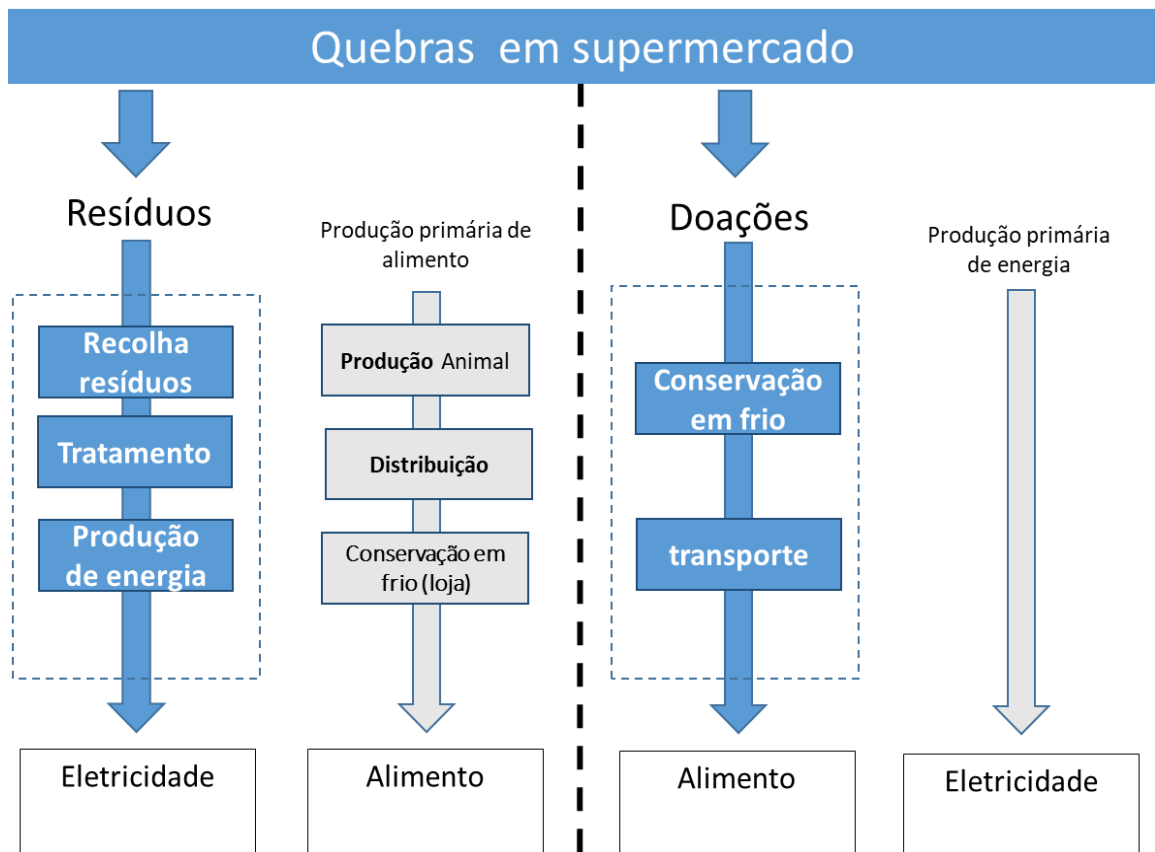 Quebras em supermercado
Resíduos
Recolha
resíduos
Tratamento
Produção
de energia
Eletricidade
Produção primária de
alimento
Produção Animal
Distribuição
Conservação em
frio (loja)
Alimento
Doações
Conservação
em frio
transporte
Alimento
Produção primária
de energia
Eletricidade